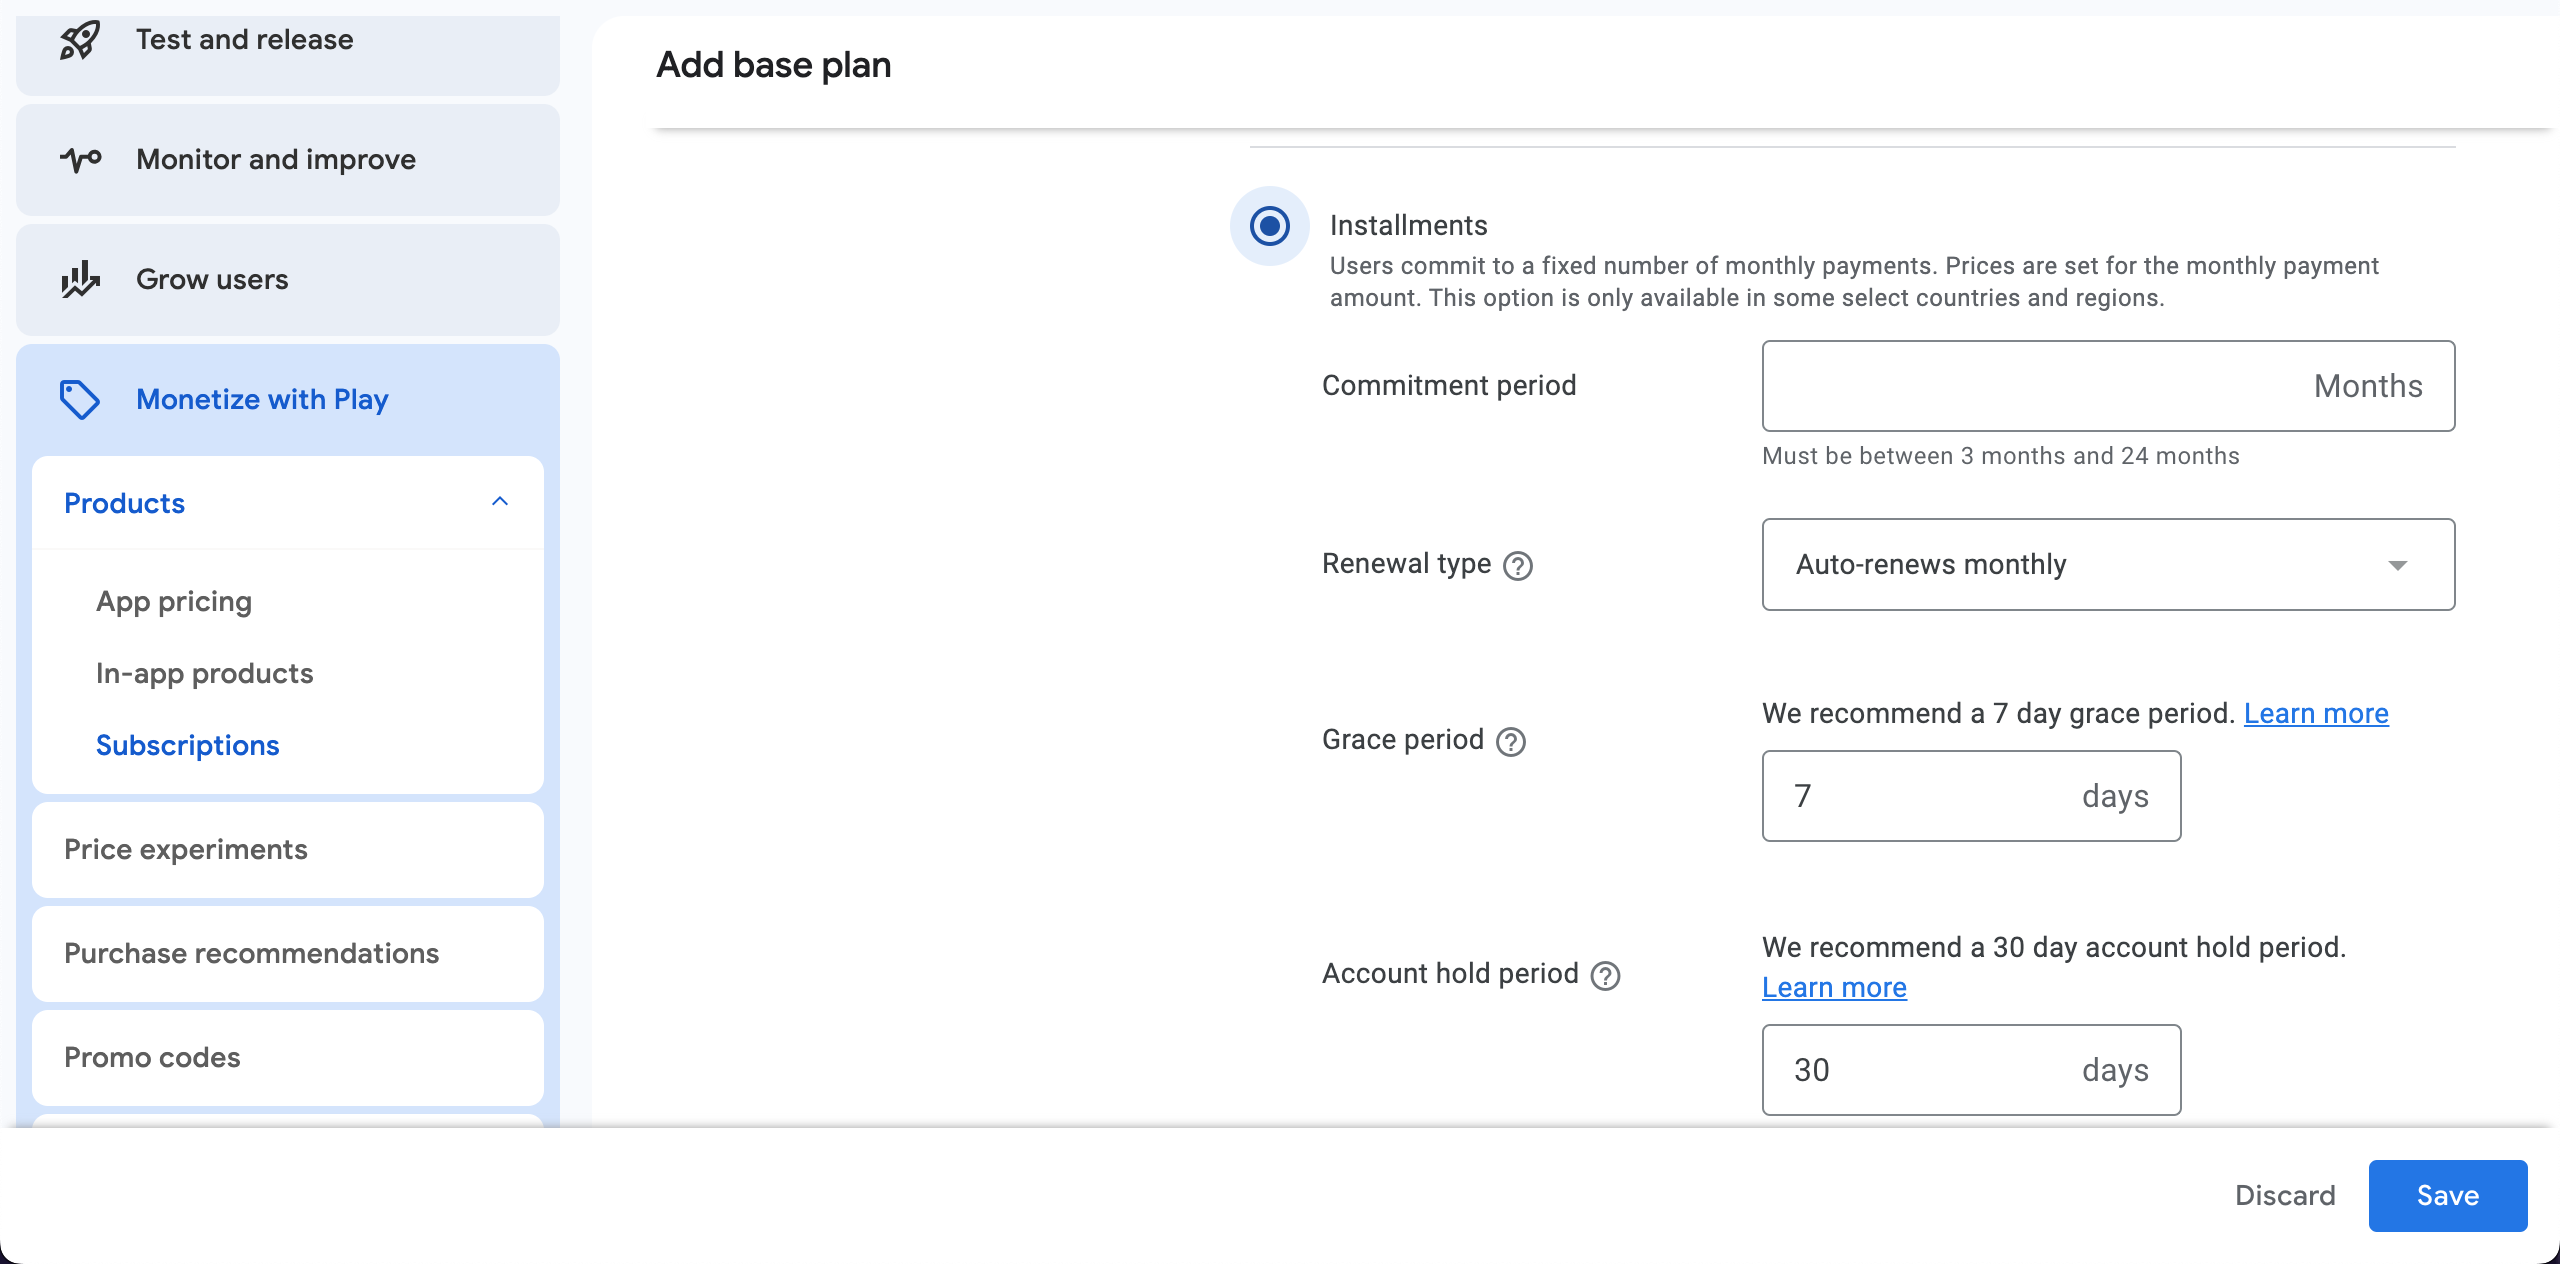 Test and release
Monitor and improve
Grow users
Monetize with Play
Products
App pricing
In-app products
Subscriptions
Price experiments
Purchase recommendations
Promo codes
Add base plan
Installments
Users commit to a fixed number of monthly payments. Prices are set for the monthly payment
amount. This option is only available in some select countries and regions.
Commitment period
Months
Must be between 3 months and 24 months
Renewal type
Auto-renews monthly
Grace period
We recommend a 7 day grace period. Learn more
7 days
Account hold period
We recommend a 30 day account hold period.
Learn more
30 days
Discard
Save